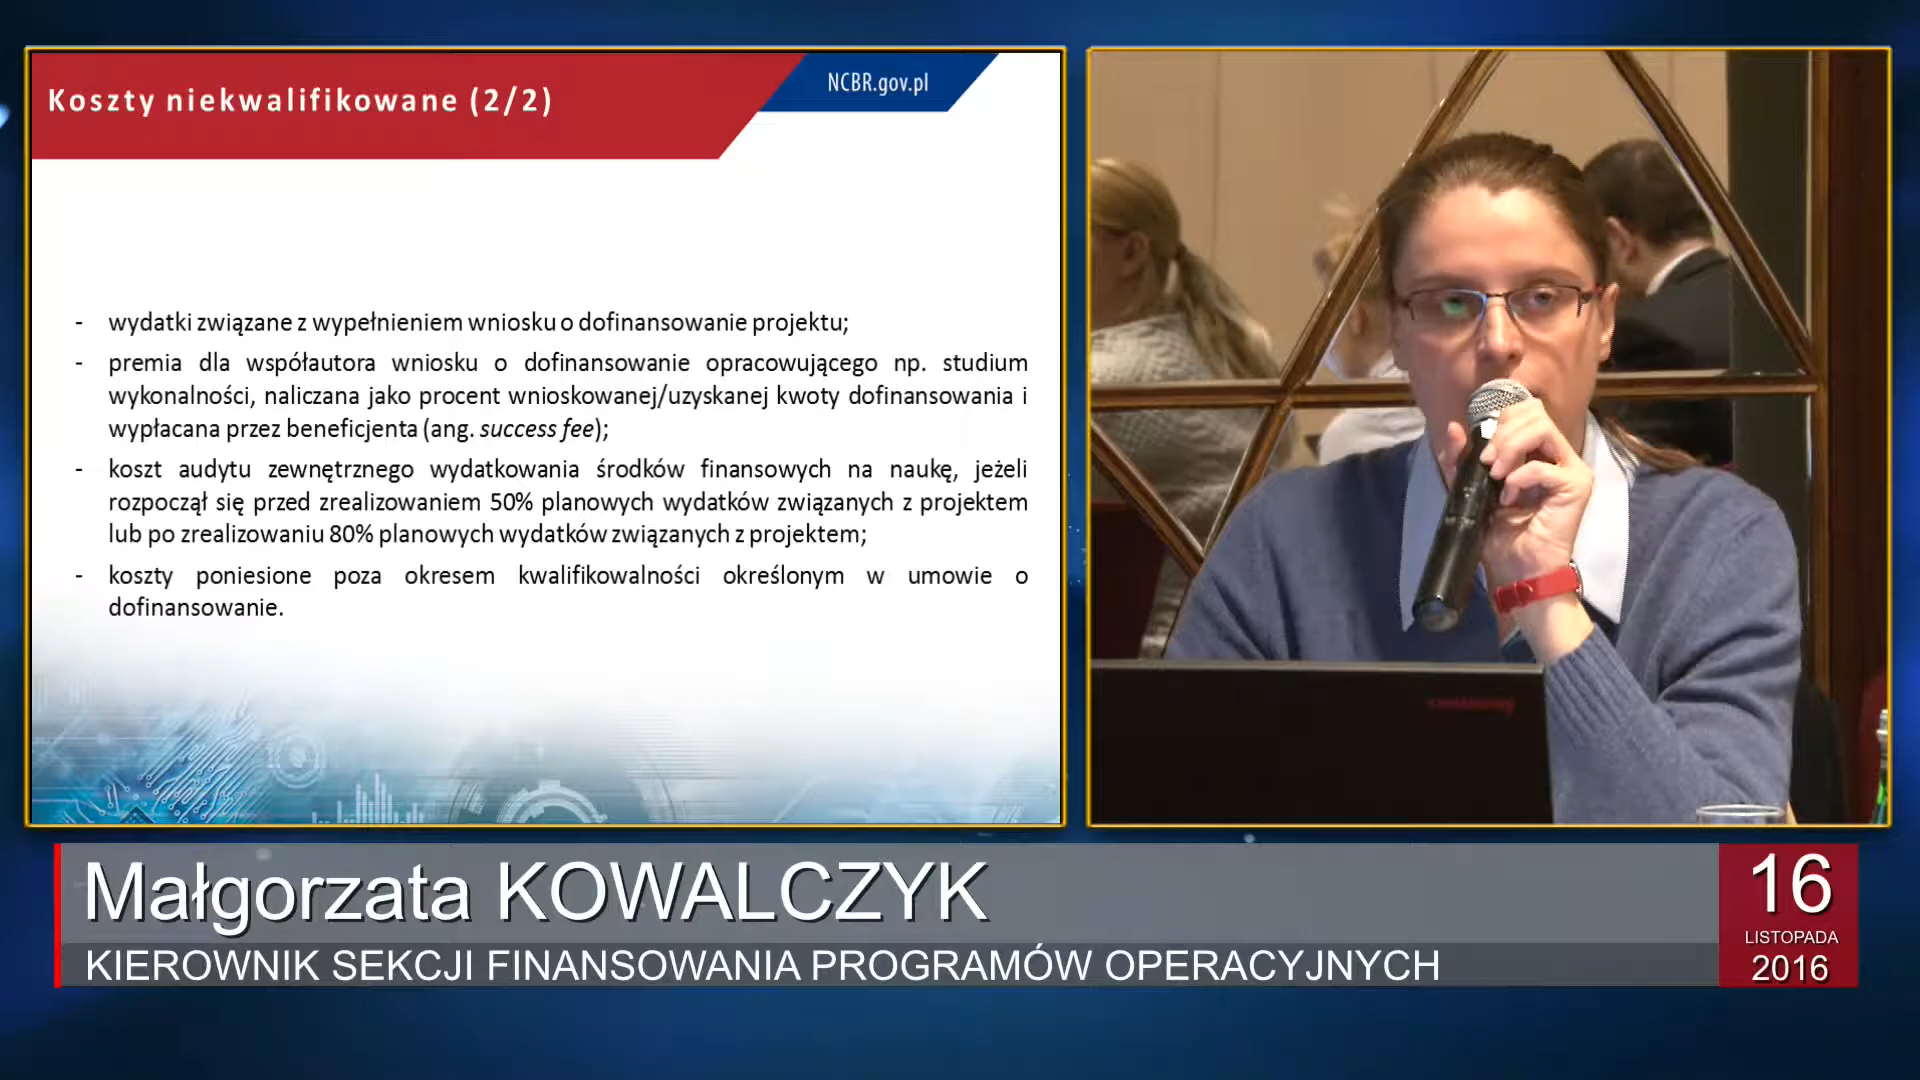 Koszty niekwalifikowane (2/2)
NCBR.gov.pl
- wydatki związane z wypełnieniem wniosku o dofinansowanie projektu;
- premia dla współautora wniosku o dofinansowanie opracowującego np. studium
wykonalności, naliczana jako procent wnioskowanej/uzyskanej kwoty dofinansowania i
wypłacana przez beneficjenta (ang. success fee);
- koszt audytu zewnętrznego wydatkowania środków finansowych na naukę, jeżeli
rozpoczął się przed zrealizowaniem 50% planowych wydatków związanych z projektem
lub po zrealizowaniu 80% planowych wydatków związanych z projektem;
- koszty poniesione poza okresem kwalifikowalności określonym w umowie o
dofinansowanie.
Małgorzata KOWALCZYK
KIEROWNIK SEKCJI FINANSOWANIA PROGRAMÓW OPERACYJNYCH
16
LISTOPADA
2016